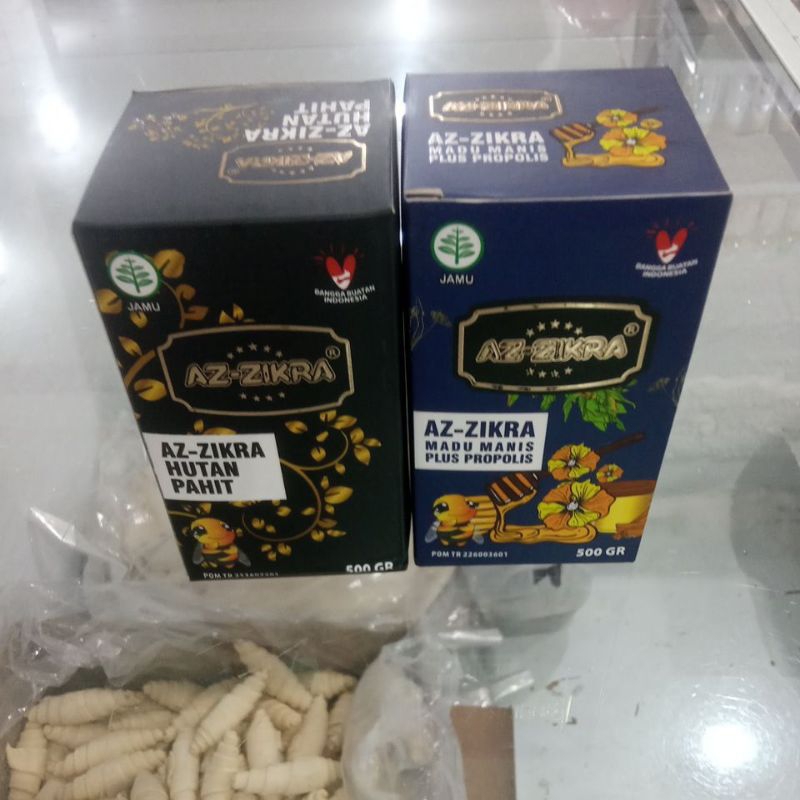 AZ-ZIKRA
HUTAN
PAHIT
AZ-ZIKRA
JAMU
BANGGA BUATAN
INDONESIA
AZ-ZIKRA®
AZ-ZIKRA
HUTAN
PAHIT
500 GR
AZ-ZIKRA
AZ-ZIKRA
MADU MANIS
PLUS PROPOLIS
JAMU
BANGGA BUATAN
INDONESIA
AZ-ZIKRA®
AZ-ZIKRA
MADU MANIS
PLUS PROPOLIS
POM TR 226003601
500 GR